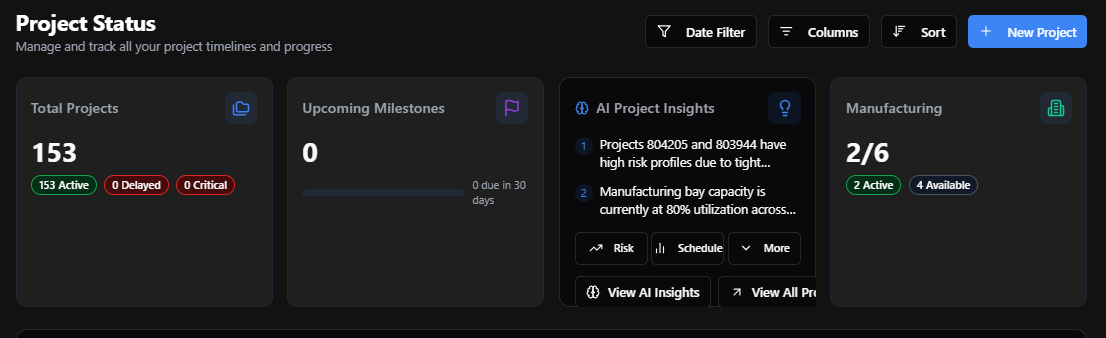 Project Status
Manage and track all your project timelines and progress
Date Filter
Columns
Sort
New Project
Total Projects
153
153 Active
0 Delayed
0 Critical
Upcoming Milestones
0
0 due in 30
days
AI Project Insights
1 Projects 804205 and 803944 have
high risk profiles due to tight...
2 Manufacturing bay capacity is
currently at 80% utilization across...
Risk
Schedule
More
View AI Insights
View All Pro
Manufacturing
2/6
2 Active
4 Available